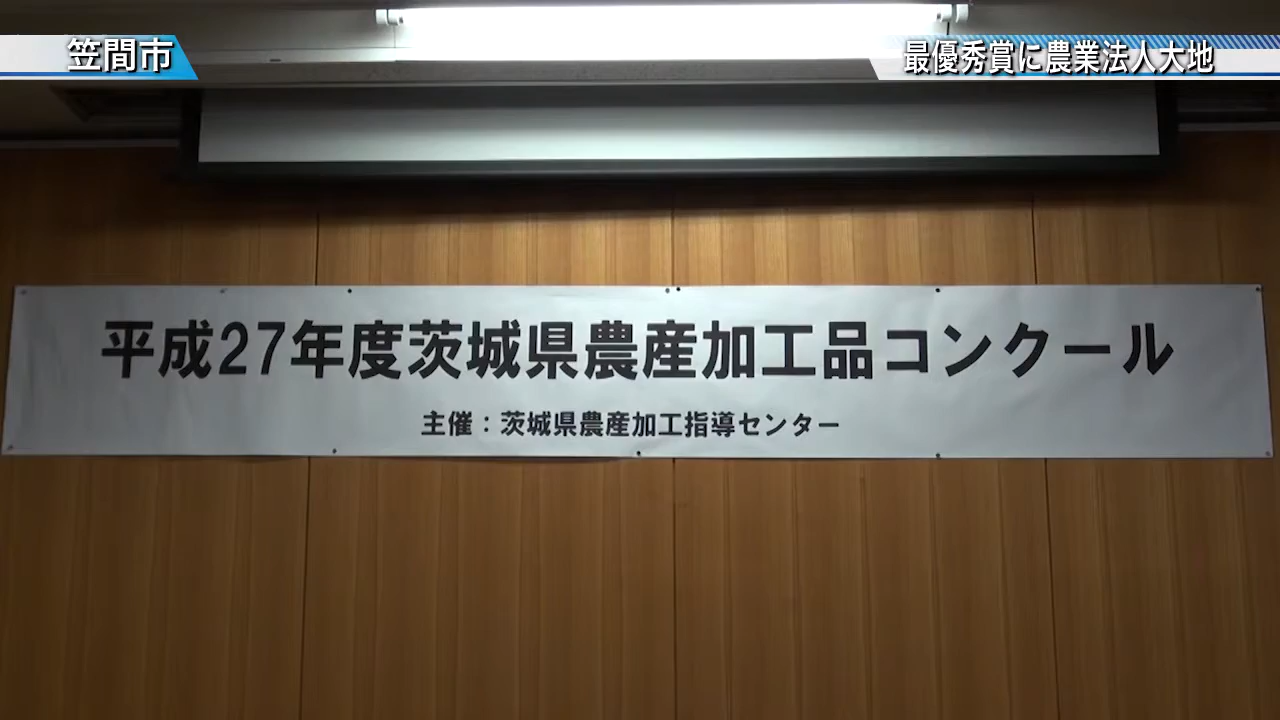 笠間市
最優秀賞に農業法人大地
平成27年度茨城県農産加工品コンクール
主催：茨城県農産加工指導センター